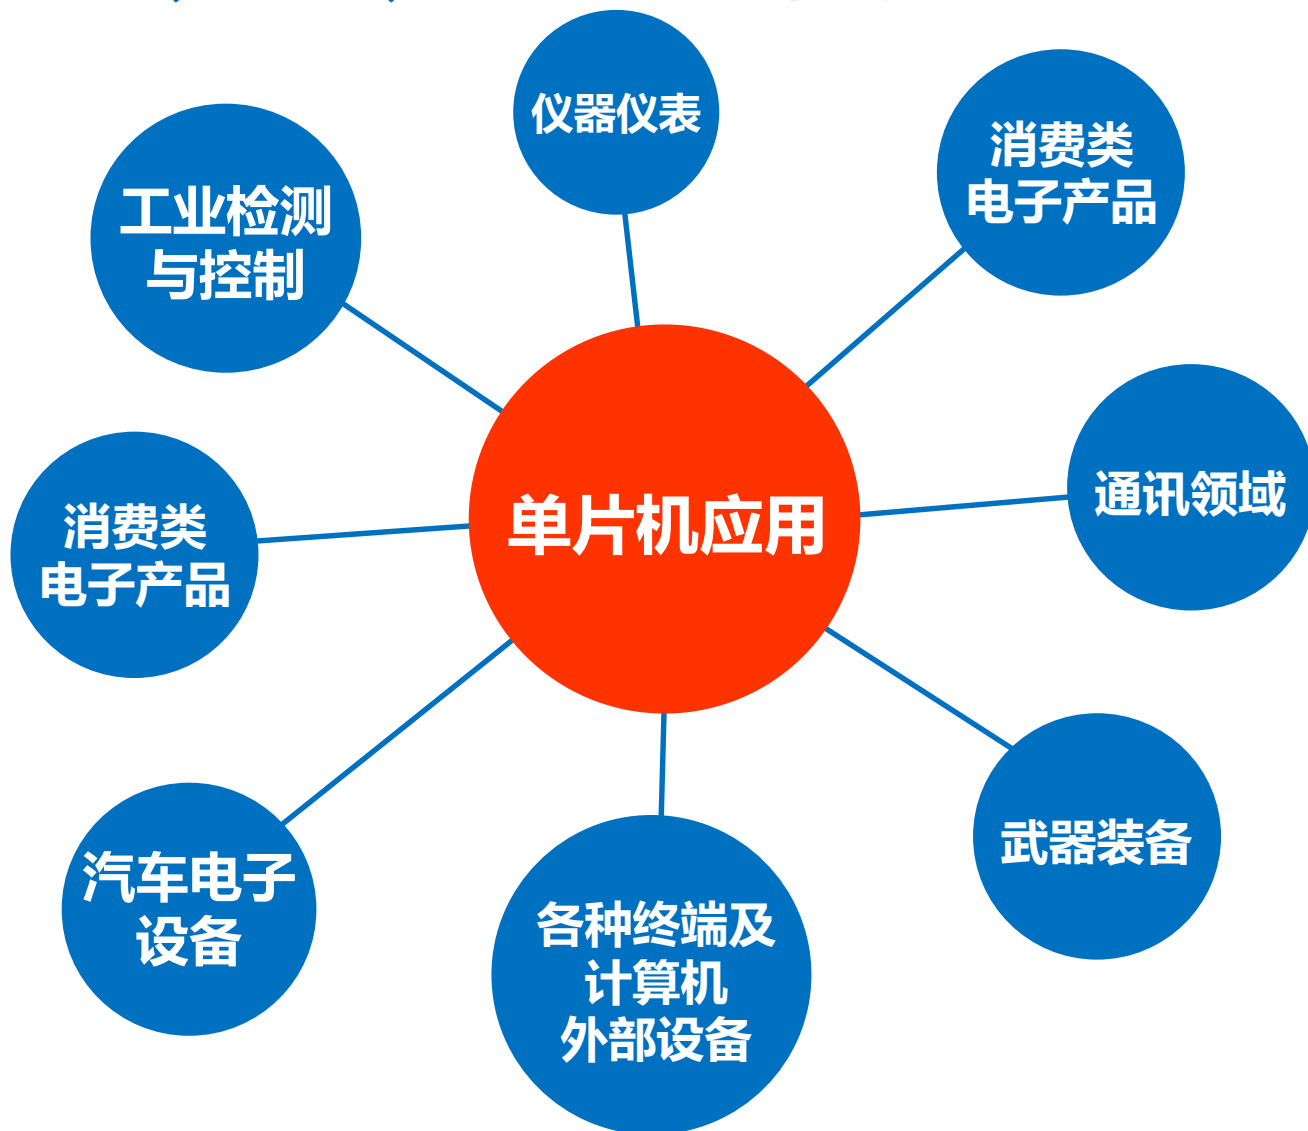 仪器仪表
消费类
电子产品
工业检测
与控制
通讯领域
单片机应用
消费类
电子产品
武器装备
汽车电子
设备
各种终端及
计算机
外部设备